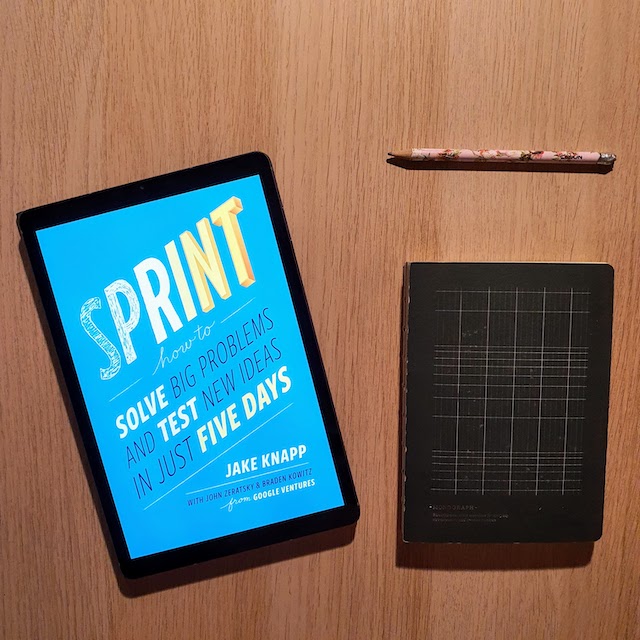 SPRINT
how to
SOLVE BIG PROBLEMS
AND TEST NEW IDEAS
IN JUST FIVE DAYS
JAKE KNAPP
WITH JOHN ZERATSKY & BRADEN KOWITZ
from GOOGLE VENTURES